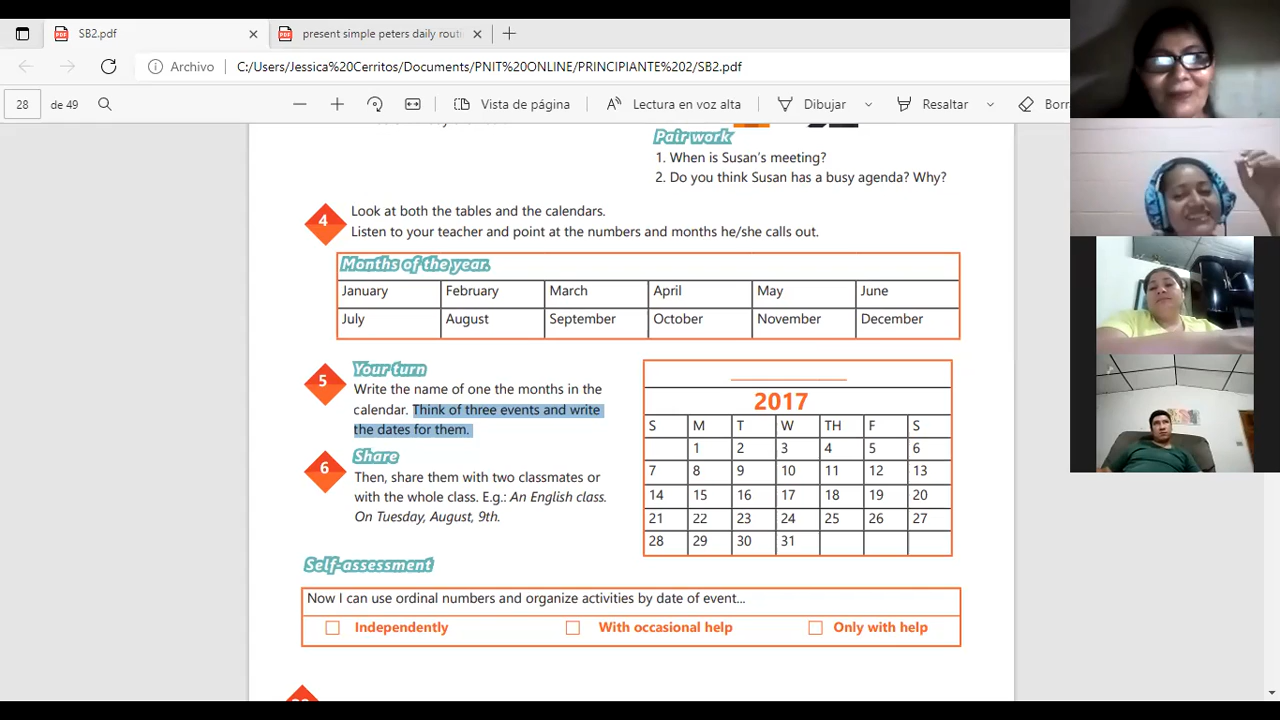 SB2.pdf
present simple peters daily rout
Archivo
C:/Users/Jessica%20Cerritos/Documents/PNIT%20ONLINE/PRINCIPIANTE%202/SB2.pdf
28 de 49
Vista de página
Lectura en voz alta
Dibujar
Resaltar
Borr
Pair work
1. When is Susan's meeting?
2. Do you think Susan has a busy agenda? Why?
4
Look at both the tables and the calendars.
Listen to your teacher and point at the numbers and months he/she calls out.
Months of the year.
January February March April May June
July August September October November December
5
Your turn
Write the name of one the months in the
calendar. Think of three events and write
the dates for them.
6
Share
Then, share them with two classmates or
with the whole class. E.g.: An English class.
On Tuesday, August, 9th.
2017
S M T W TH F S
1 2 3 4 5 6
7 8 9 10 11 12 13
14 15 16 17 18 19 20
21 22 23 24 25 26 27
28 29 30 31
Self-assessment
Now I can use ordinal numbers and organize activities by date of event...
Independently
With occasional help
Only with help